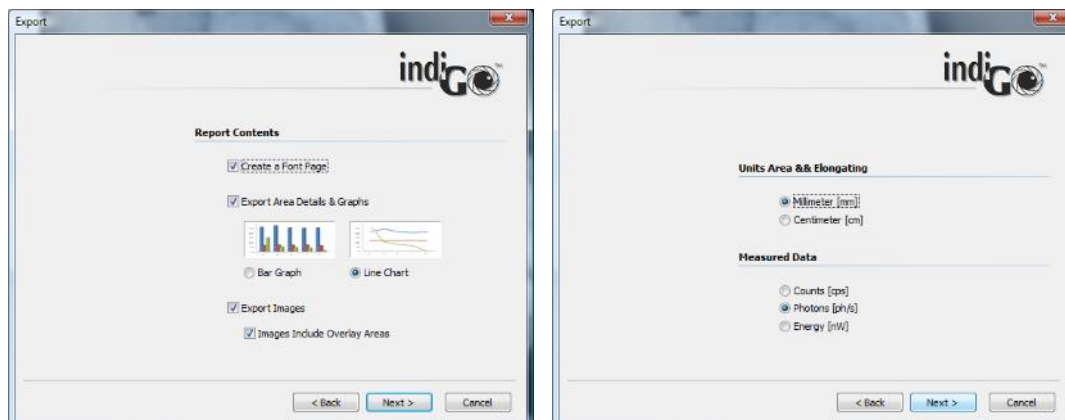 Export
indiGo™
Report Contents
Create a Font Page
Export Area Details & Graphs
Bar Graph
Line Chart
Export Images
Images Include Overlay Areas
< Back
Next >
Cancel
Export
indiGo™
Units Area && Elongating
Millimeter [mm]
Centimeter [cm]
Measured Data
Counts [cps]
Photons [ph/s]
Energy [nW]
< Back
Next >
Cancel